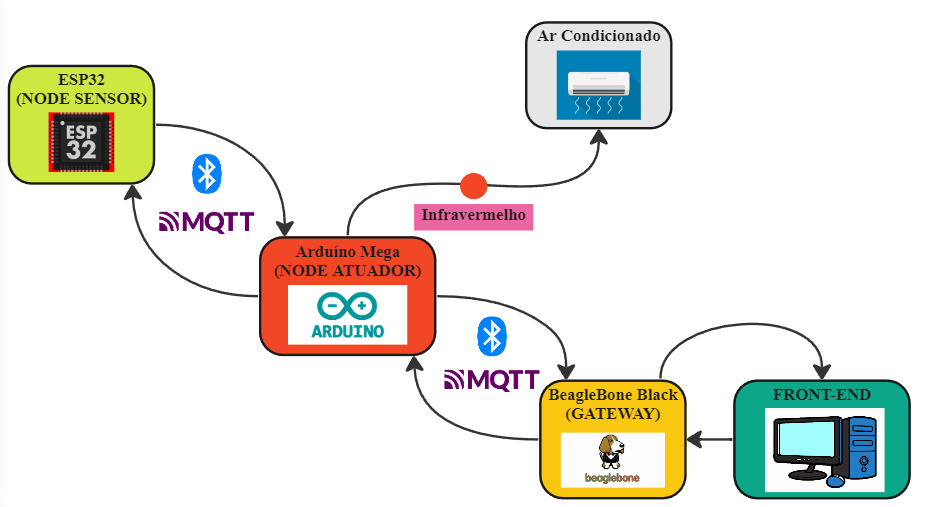 Ar Condicionado
ESP32
(NODE SENSOR)
ESP
32
MQTT
Infravermelho
Arduíno Mega
(NODE ATUADOR)
ARDUINO
MQTT
BeagleBone Black
(GATEWAY)
beaglebone
FRONT-END